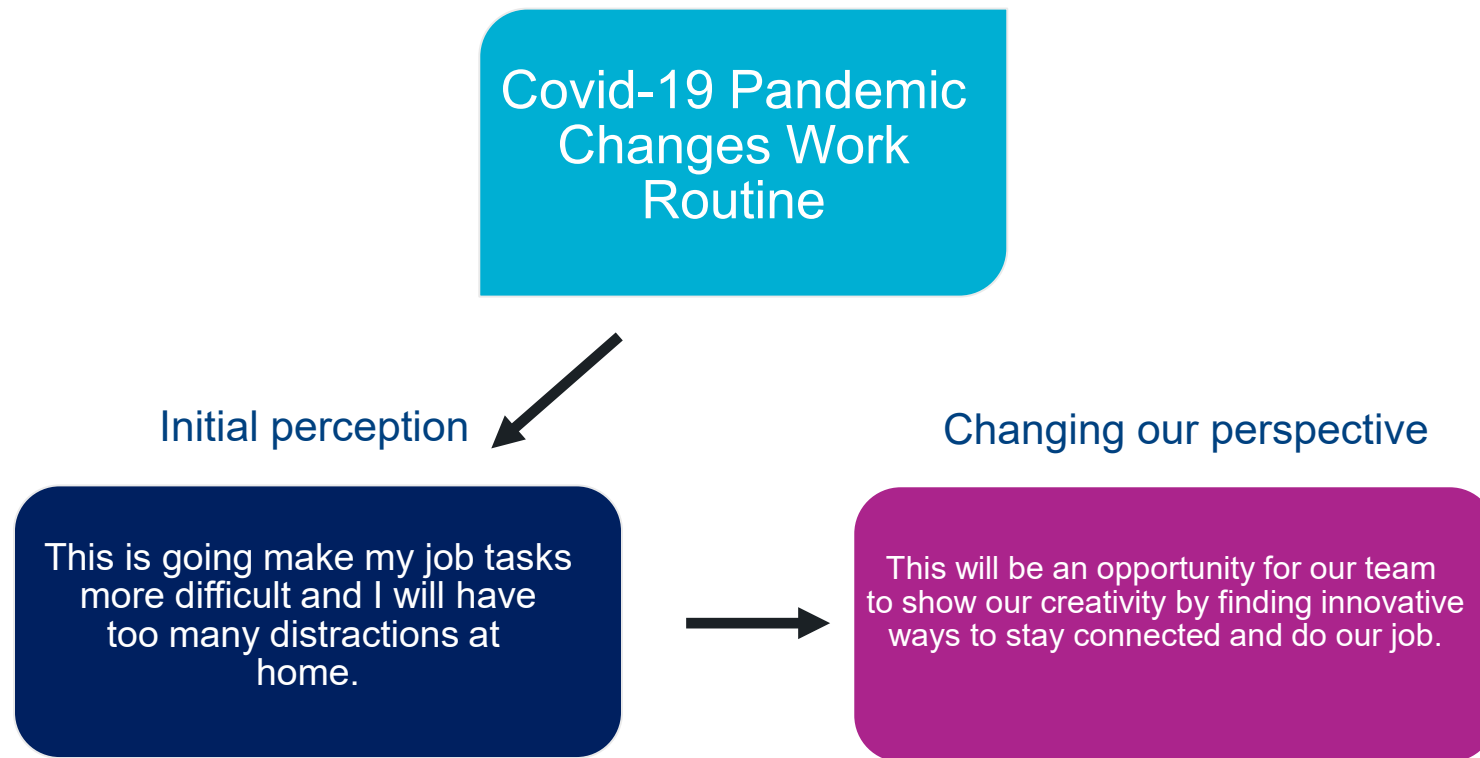 Covid-19 Pandemic
Changes Work
Routine
Initial perception
This is going make my job tasks
more difficult and I will have
too many distractions at
home.
Changing our perspective
This will be an opportunity for our team
to show our creativity by finding innovative
ways to stay connected and do our job.